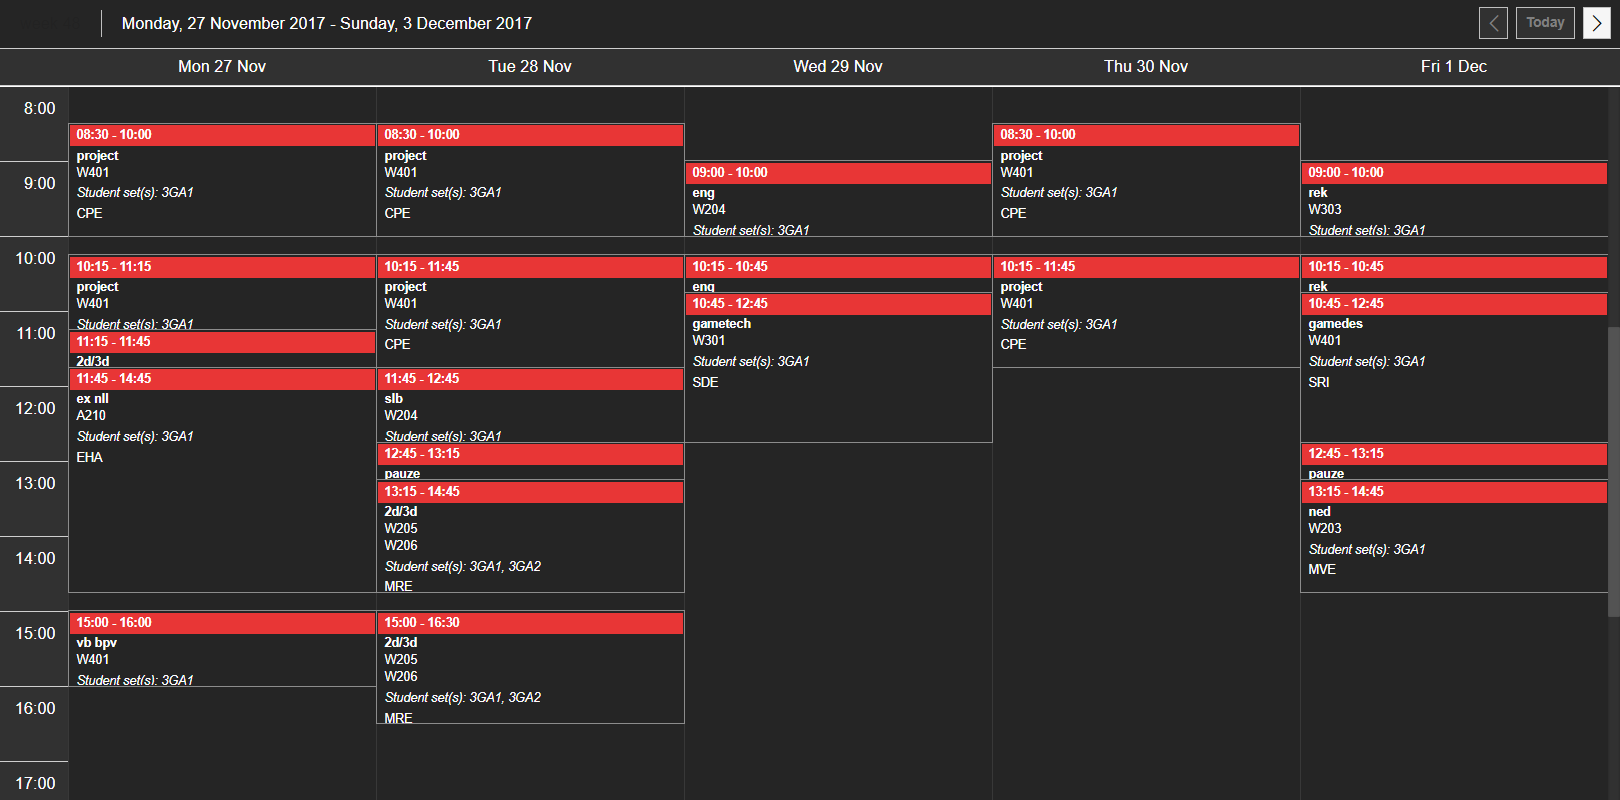 Monday, 27 November 2017 - Sunday, 3 December 2017
Today
Mon 27 Nov
Tue 28 Nov
Wed 29 Nov
Thu 30 Nov
Fri 1 Dec
8:00
9:00
10:00
11:00
12:00
13:00
14:00
15:00
16:00
17:00
08:30 - 10:00
project
W401
Student set(s): 3GA1
CPE
10:15 - 11:15
project
W401
Student set(s): 3GA1
11:15 - 11:45
2d/3d
11:45 - 14:45
ex nll
A210
Student set(s): 3GA1
EHA
15:00 - 16:00
vb bpv
W401
Student set(s): 3GA1
08:30 - 10:00
project
W401
Student set(s): 3GA1
CPE
10:15 - 11:45
project
W401
Student set(s): 3GA1
CPE
11:45 - 12:45
slb
W204
Student set(s): 3GA1
12:45 - 13:15
pauze
13:15 - 14:45
2d/3d
W205
W206
Student set(s): 3GA1, 3GA2
MRE
15:00 - 16:30
2d/3d
W205
W206
Student set(s): 3GA1, 3GA2
MRE
09:00 - 10:00
eng
W204
Student set(s): 3GA1
10:15 - 10:45
eng
10:45 - 12:45
gametech
W301
Student set(s): 3GA1
SDE
08:30 - 10:00
project
W401
Student set(s): 3GA1
CPE
10:15 - 11:45
project
W401
Student set(s): 3GA1
CPE
09:00 - 10:00
rek
W303
Student set(s): 3GA1
10:15 - 10:45
rek
10:45 - 12:45
gamedes
W401
Student set(s): 3GA1
SRI
12:45 - 13:15
pauze
13:15 - 14:45
ned
W203
Student set(s): 3GA1
MVE